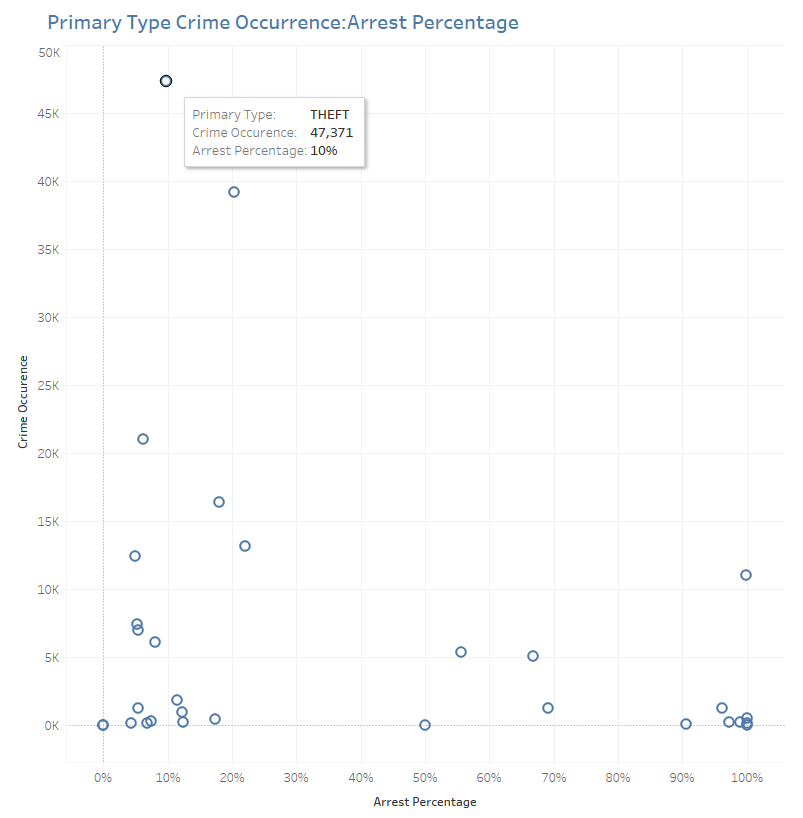 Primary Type Crime Occurrence:Arrest Percentage
50K
45K
40K
35K
30K
25K
20K
15K
10K
5K
0K
Crime Occurence
Primary Type: THEFT
Crime Occurence: 47,371
Arrest Percentage: 10%
0% 10% 20% 30% 40% 50% 60% 70% 80% 90% 100%
Arrest Percentage